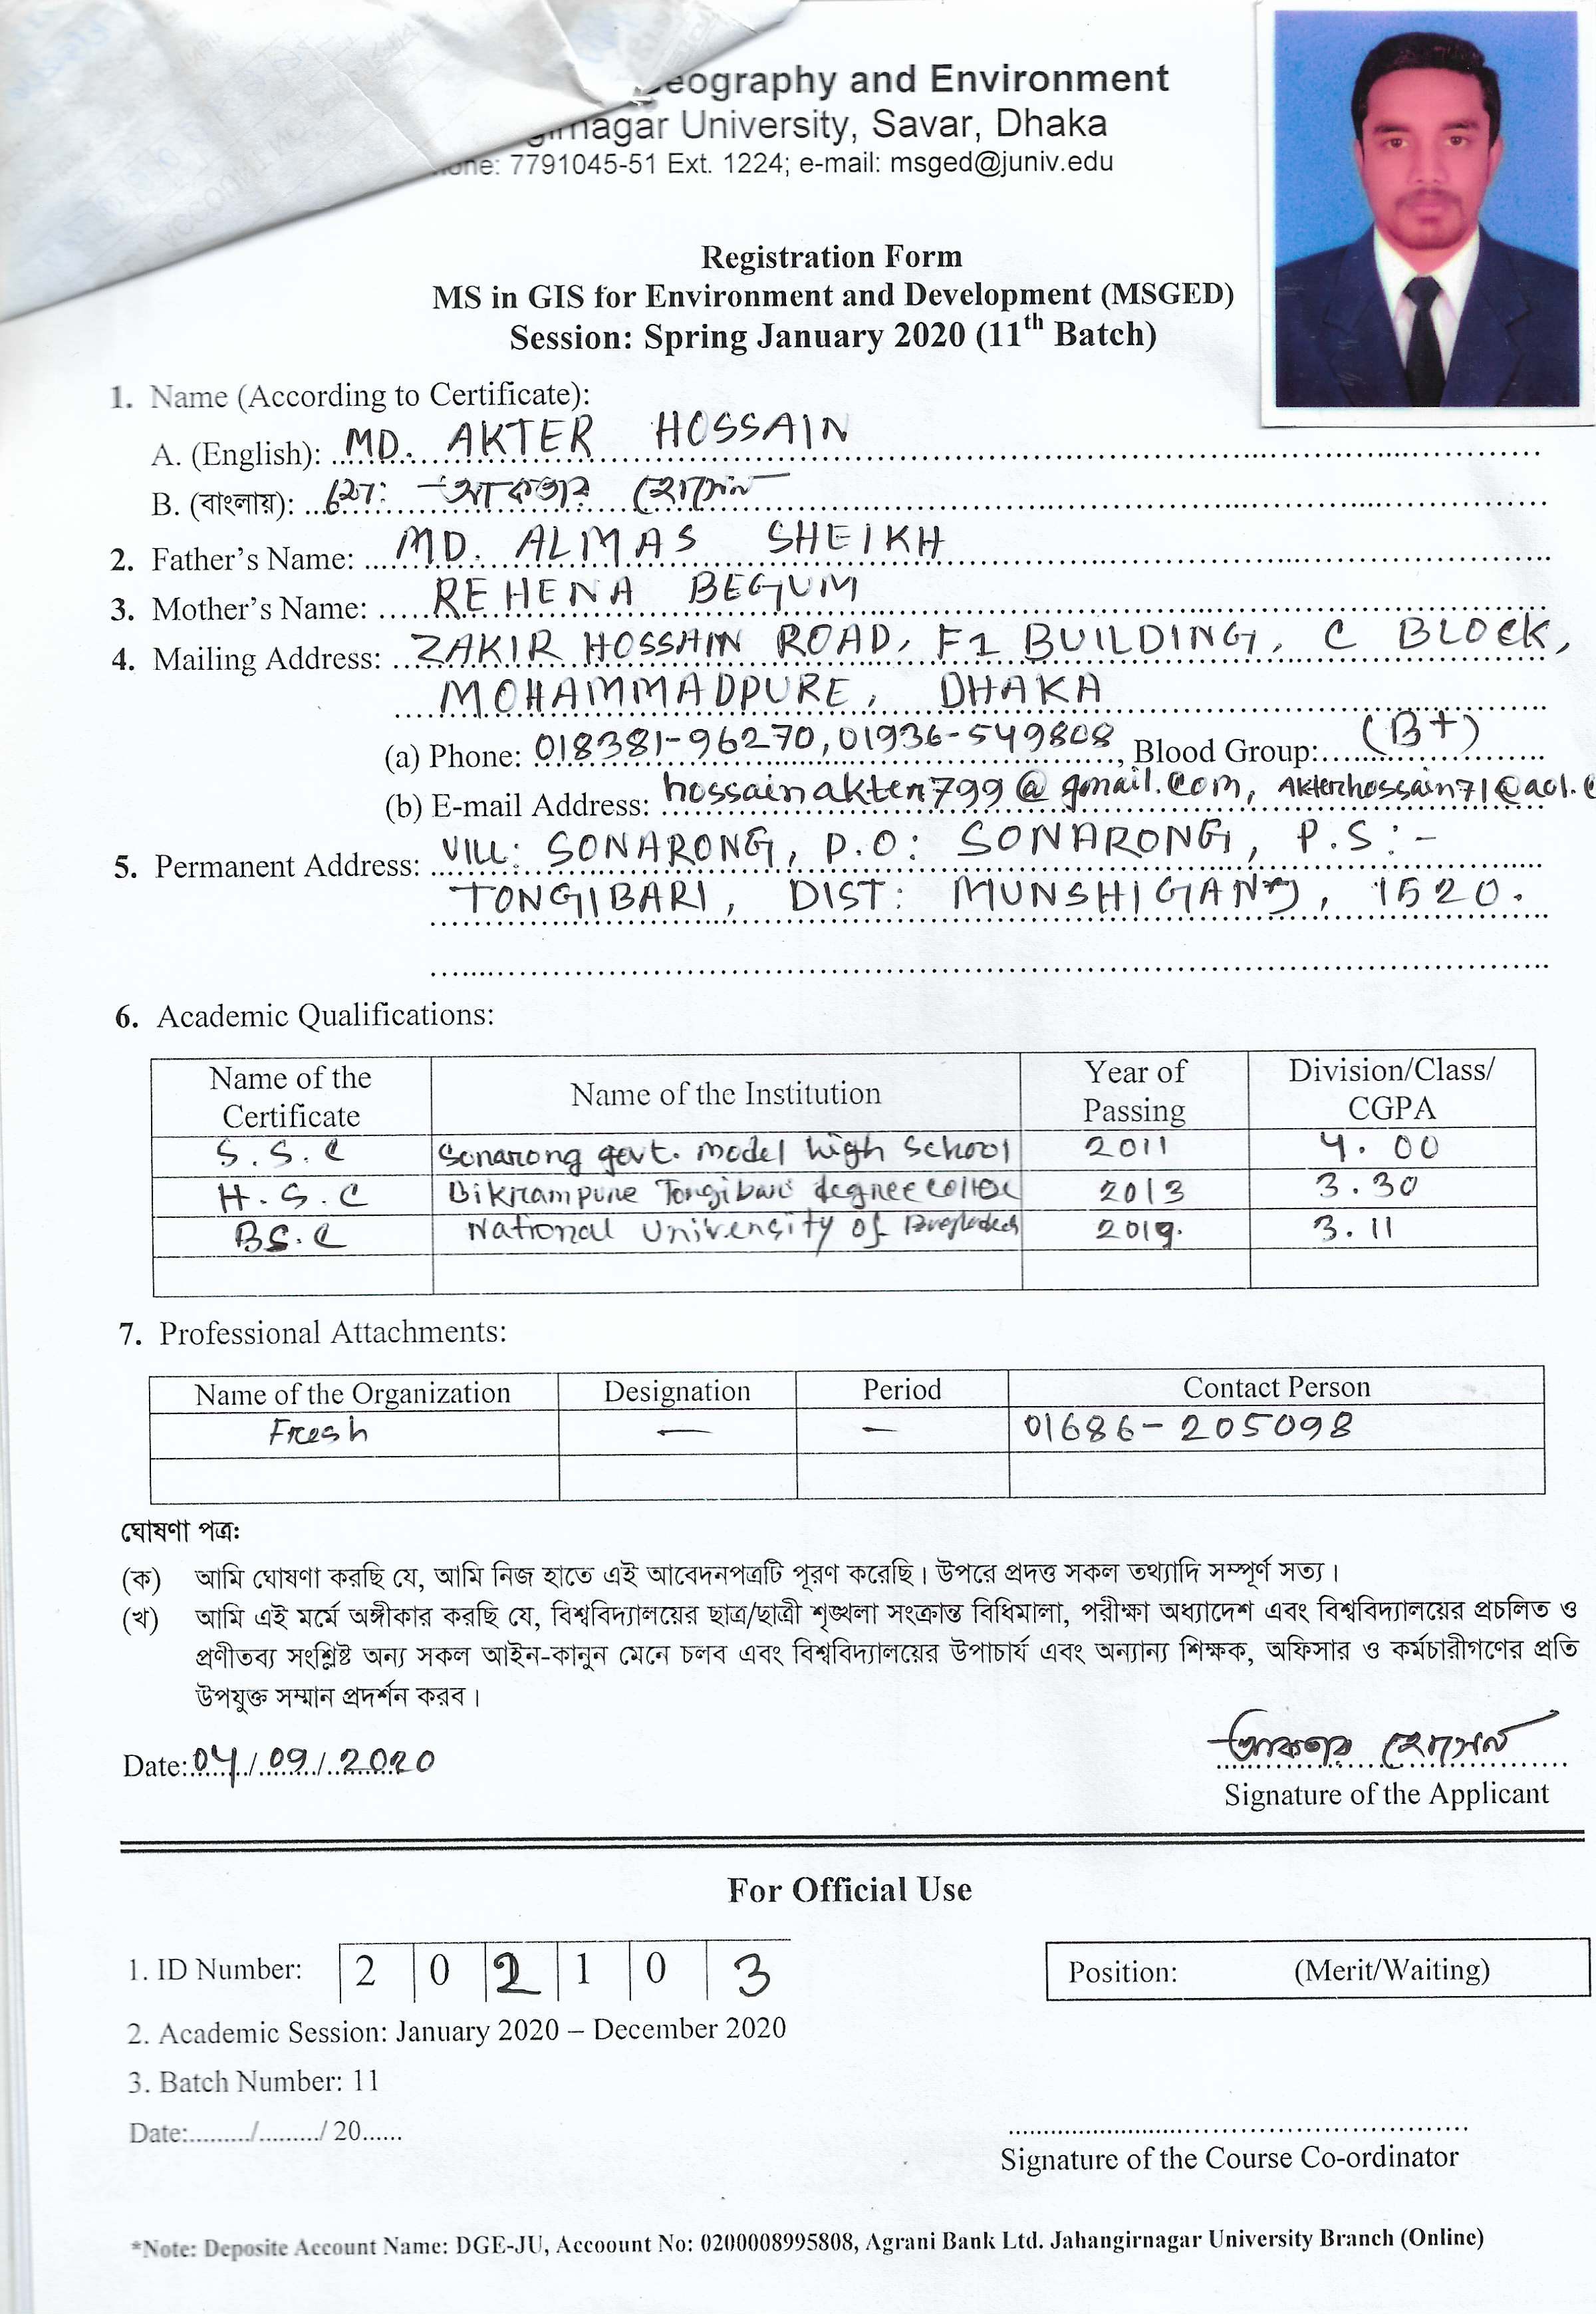 eography and Environment
nagar University, Savar, Dhaka
one: 7791045-51 Ext. 1224; e-mail: msged@juniv.edu
Registration Form
MS in GIS for Environment and Development (MSGED)
Session: Spring January 2020 (11th Batch)
1. Name (According to Certificate):
A. (English): MD. AKTER HOSSAIN
B. (বাংলায়): মো: আকতার হোসেন
2. Father's Name: MD. ALMAS SHEIKH
3. Mother's Name: REHENA BEGUM
4. Mailing Address: ZAKIR HOSSAIN ROAD, F1 BUILDING, C BLOCK,
MOHAMMADPURE, DHAKA
(a) Phone: 018381-96270, 01936-549808, Blood Group: (B+)
(b) E-mail Address: hossainakter799@gmail.com, Akterhossain71@aol.c
5. Permanent Address: VILL: SONARONG, P.O: SONARONG, P.S:-
TONGIBARI, DIST: MUNSHIGANJ, 1520.
6. Academic Qualifications:
Name of the Certificate Name of the Institution Year of Passing Division/Class/CGPA
S.S.C Sonarong govt. model high School 2011 4.00
H.S.C Bikrampure Tongibari degree 2013 3.30
BS.C National University of Bangladesh 2019. 3.11
7. Professional Attachments:
Name of the Organization Designation Period Contact Person
Fresh — — 01686-205098
ঘোষণা পত্র:
(ক) আমি ঘোষণা করছি যে, আমি নিজ হাতে এই আবেদনপত্রটি পূরণ করেছি। উপরে প্রদত্ত সকল তথ্যাদি সম্পূর্ণ সত্য।
(খ) আমি এই মর্মে অঙ্গীকার করছি যে, বিশ্ববিদ্যালয়ের ছাত্র/ছাত্রী শৃঙ্খলা সংক্রান্ত বিধিমালা, পরীক্ষা অধ্যাদেশ এবং বিশ্ববিদ্যালয়ের প্রচলিত ও
প্রণীতব্য সংশ্লিষ্ট অন্য সকল আইন-কানুন মেনে চলব এবং বিশ্ববিদ্যালয়ের উপাচার্য এবং অন্যান্য শিক্ষক, অফিসার ও কর্মচারীগণের প্রতি
উপযুক্ত সম্মান প্রদর্শন করব।
Date: 04/09/2020 আকতার হোসেন
Signature of the Applicant
For Official Use
1. ID Number: 2 0 2 1 0 3 Position: (Merit/Waiting)
2. Academic Session: January 2020 – December 2020
3. Batch Number: 11
Date:........./........./ 20......
Signature of the Course Co-ordinator
*Note: Deposite Account Name: DGE-JU, Accoount No: 0200008995808, Agrani Bank Ltd. Jahangirnagar University Branch (Online)